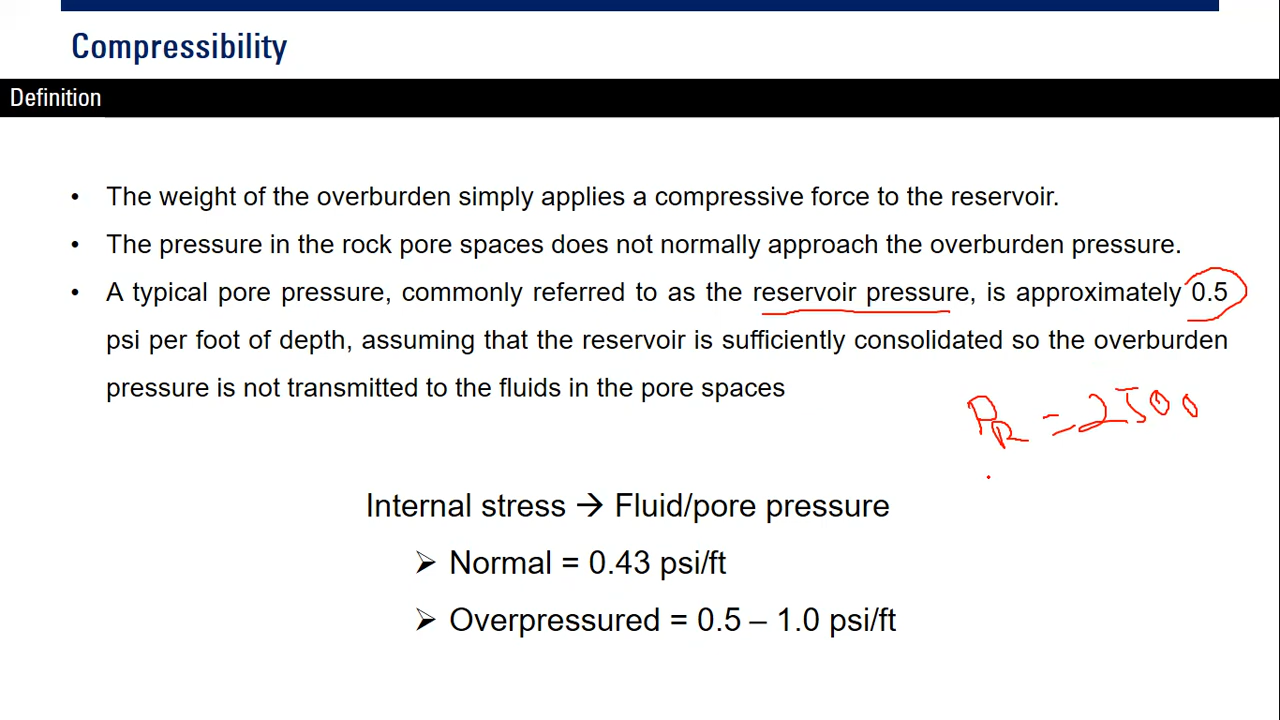 Compressibility
Definition
• The weight of the overburden simply applies a compressive force to the reservoir.
• The pressure in the rock pore spaces does not normally approach the overburden pressure.
• A typical pore pressure, commonly referred to as the reservoir pressure, is approximately 0.5
psi per foot of depth, assuming that the reservoir is sufficiently consolidated so the overburden
pressure is not transmitted to the fluids in the pore spaces
PR = 2500
Internal stress → Fluid/pore pressure
➢ Normal = 0.43 psi/ft
➢ Overpressured = 0.5 – 1.0 psi/ft